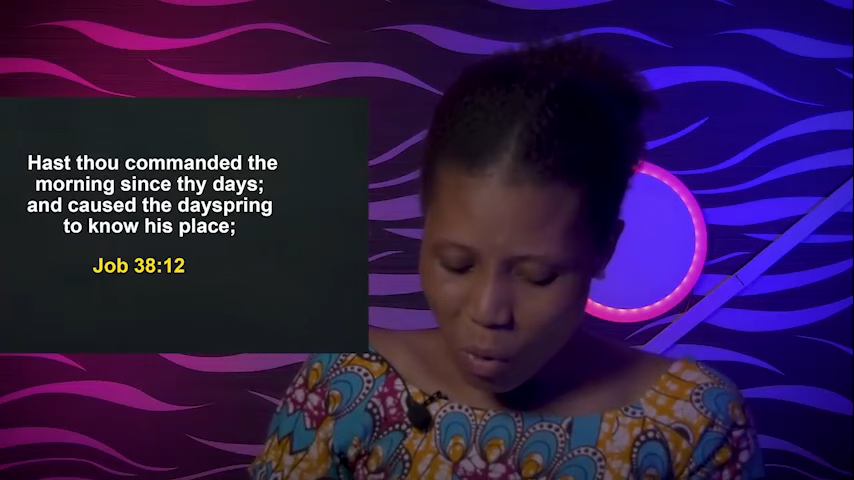 Hast thou commanded the
morning since thy days;
and caused the dayspring
to know his place;
Job 38:12